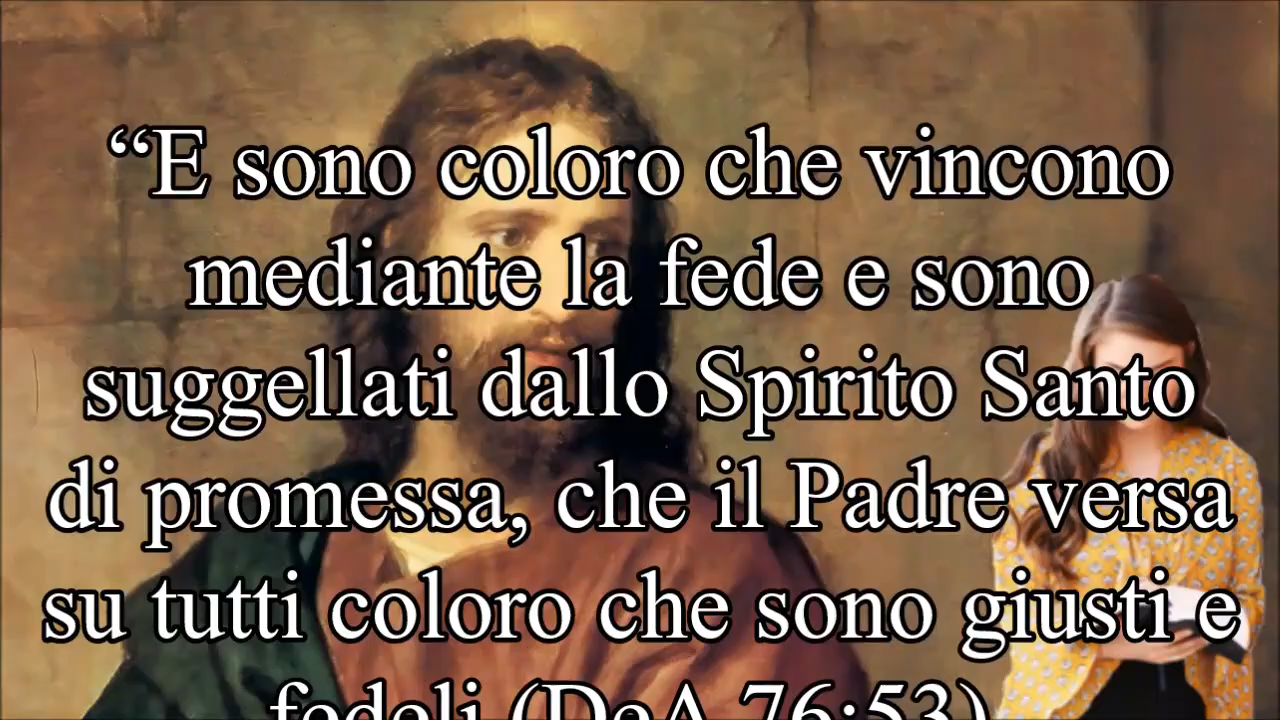 “E sono coloro che vincono
mediante la fede e sono
suggellati dallo Spirito Santo
di promessa, che il Padre versa
su tutti coloro che sono giusti e
fedeli (DeA 76:53)